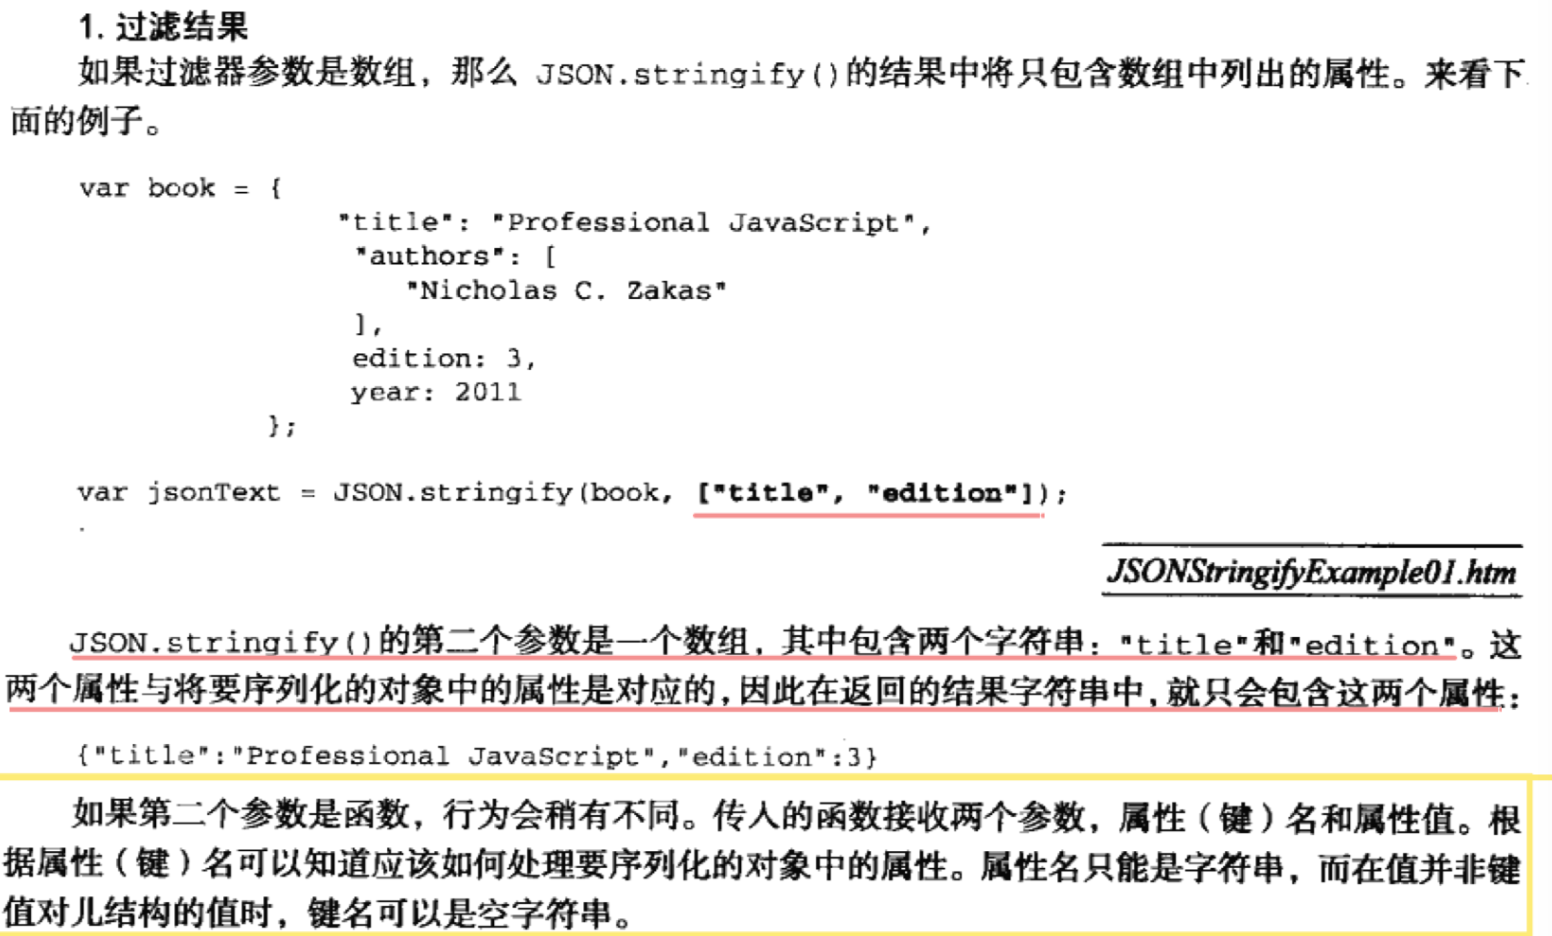 1. 过滤结果
如果过滤器参数是数组，那么 JSON.stringify()的结果中将只包含数组中列出的属性。来看下
面的例子。
var book = {
"title": "Professional JavaScript",
"authors": [
"Nicholas C. Zakas"
],
edition: 3,
year: 2011
};
var jsonText = JSON.stringify(book, ["title", "edition"]);
JSONStringifyExample01.htm
JSON.stringify()的第二个参数是一个数组，其中包含两个字符串："title"和"edition"。这
两个属性与将要序列化的对象中的属性是对应的，因此在返回的结果字符串中，就只会包含这两个属性：
{"title":"Professional JavaScript","edition":3}
如果第二个参数是函数，行为会稍有不同。传人的函数接收两个参数，属性（键）名和属性值。根
据属性（键）名可以知道应该如何处理要序列化的对象中的属性。属性名只能是字符串，而在值并非键
值对儿结构的值时，键名可以是空字符串。